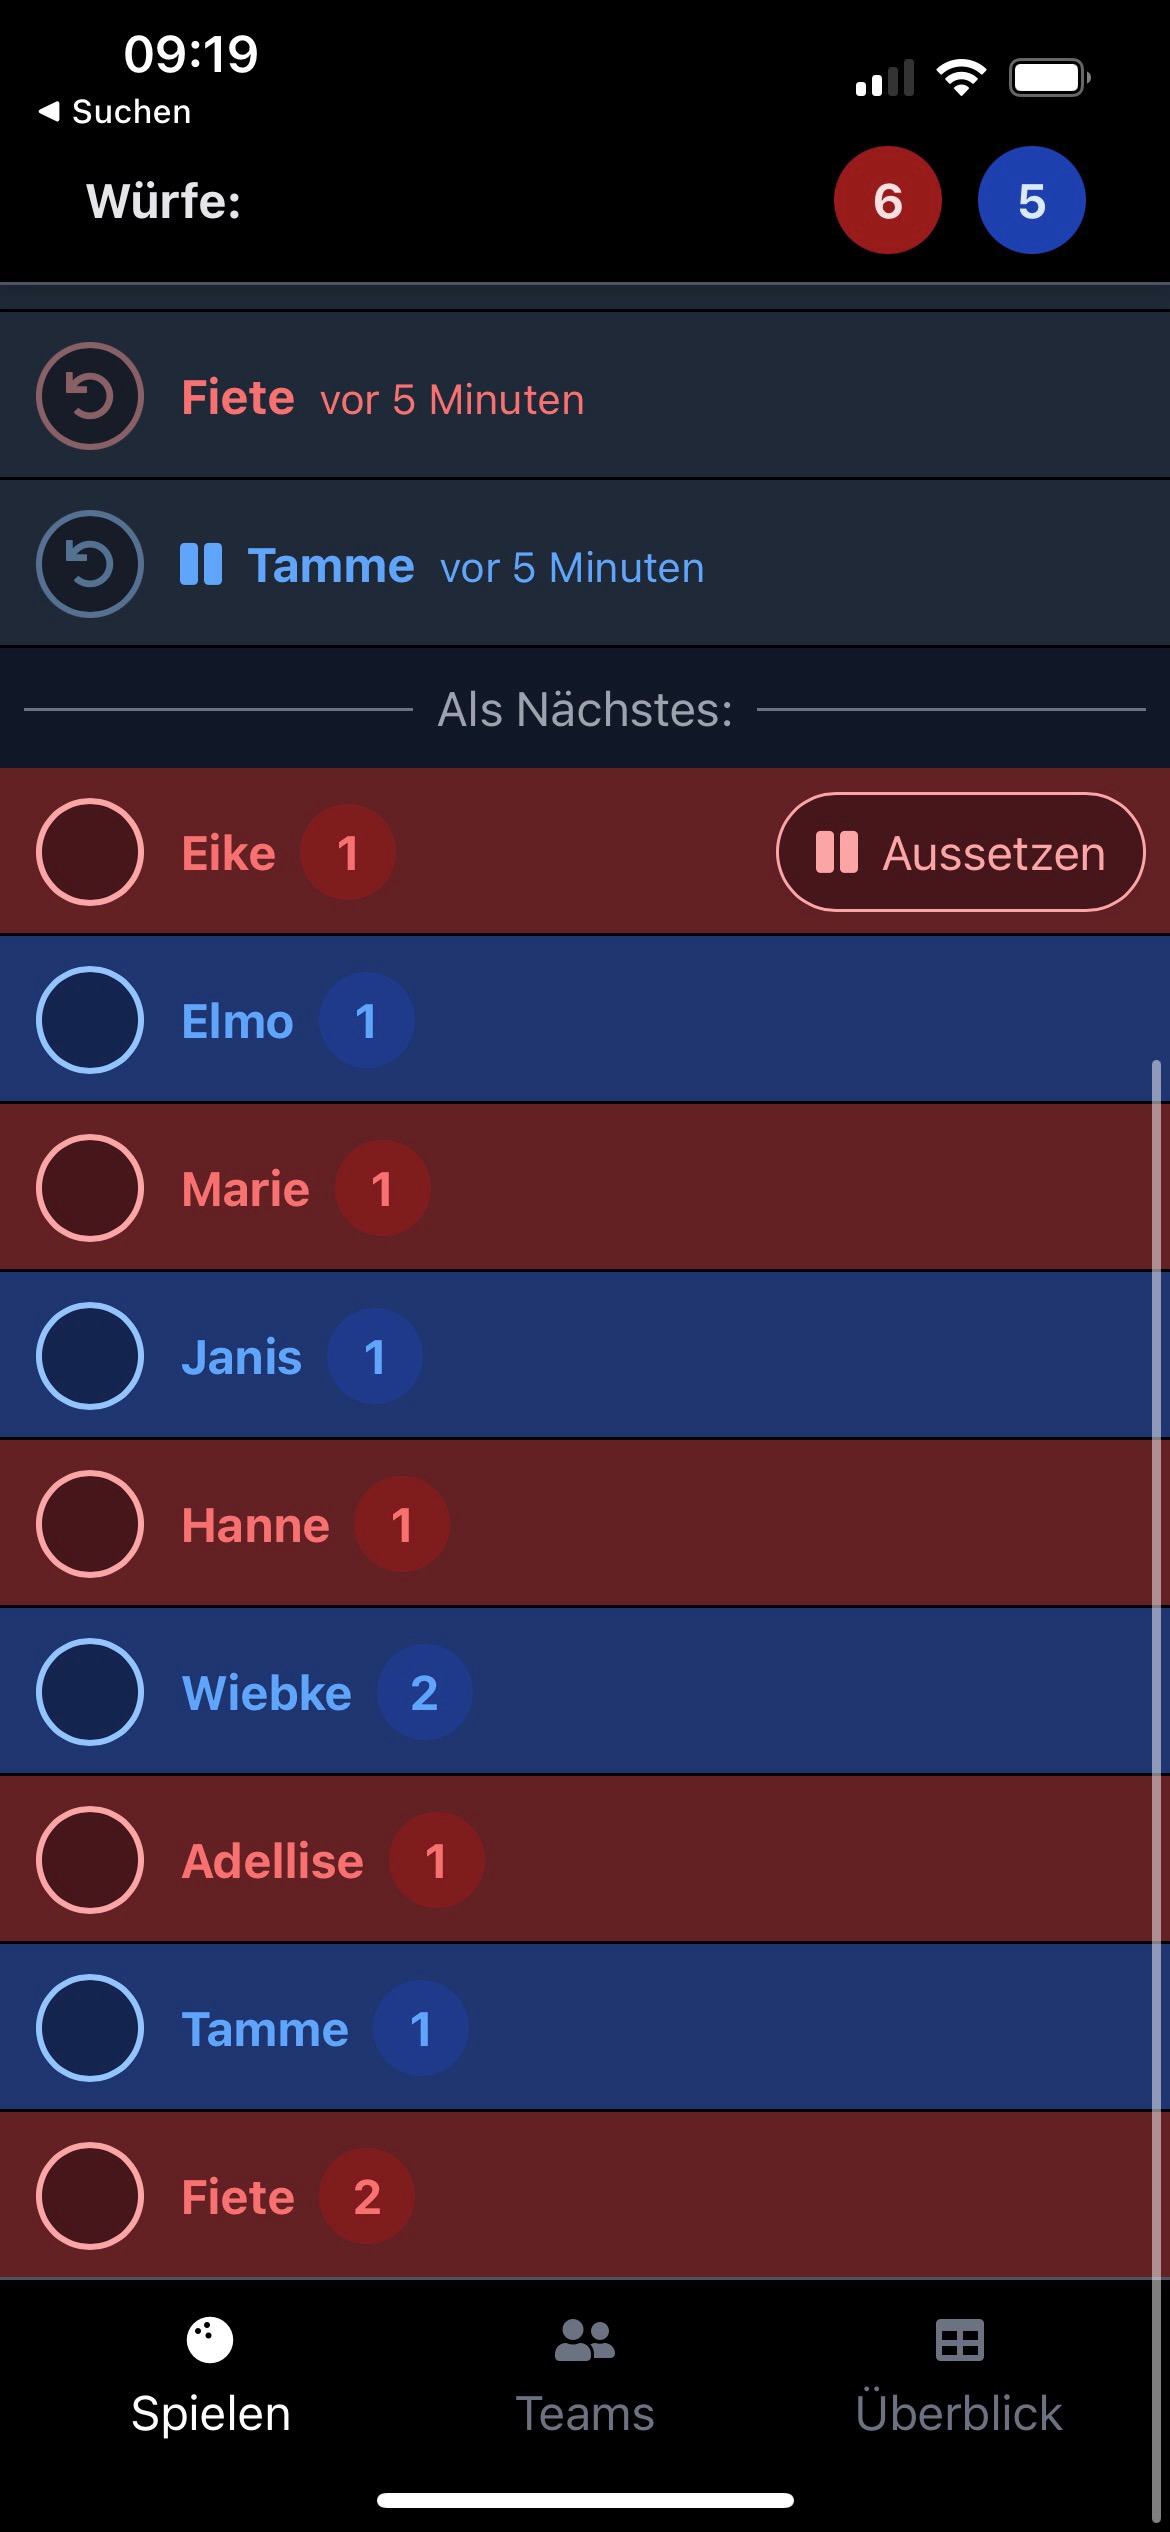 09:19
Suchen
Würfe: 6 5
Fiete vor 5 Minuten
Tamme vor 5 Minuten
Als Nächstes:
Eike 1 Aussetzen
Elmo 1
Marie 1
Janis 1
Hanne 1
Wiebke 2
Adellise 1
Tamme 1
Fiete 2
Spielen Teams Überblick